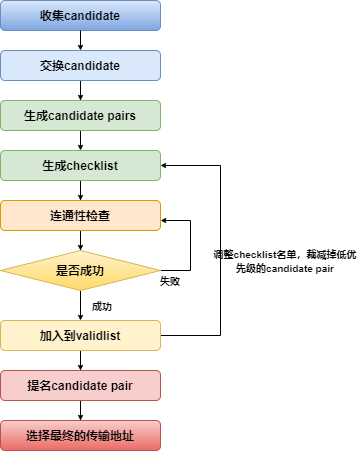 收集candidate
交换candidate
生成candidate pairs
生成checklist
连通性检查
调整checklist名单，裁减掉低优
先级的candidate pair
是否成功
失败
成功
加入到validlist
提名candidate pair
选择最终的传输地址